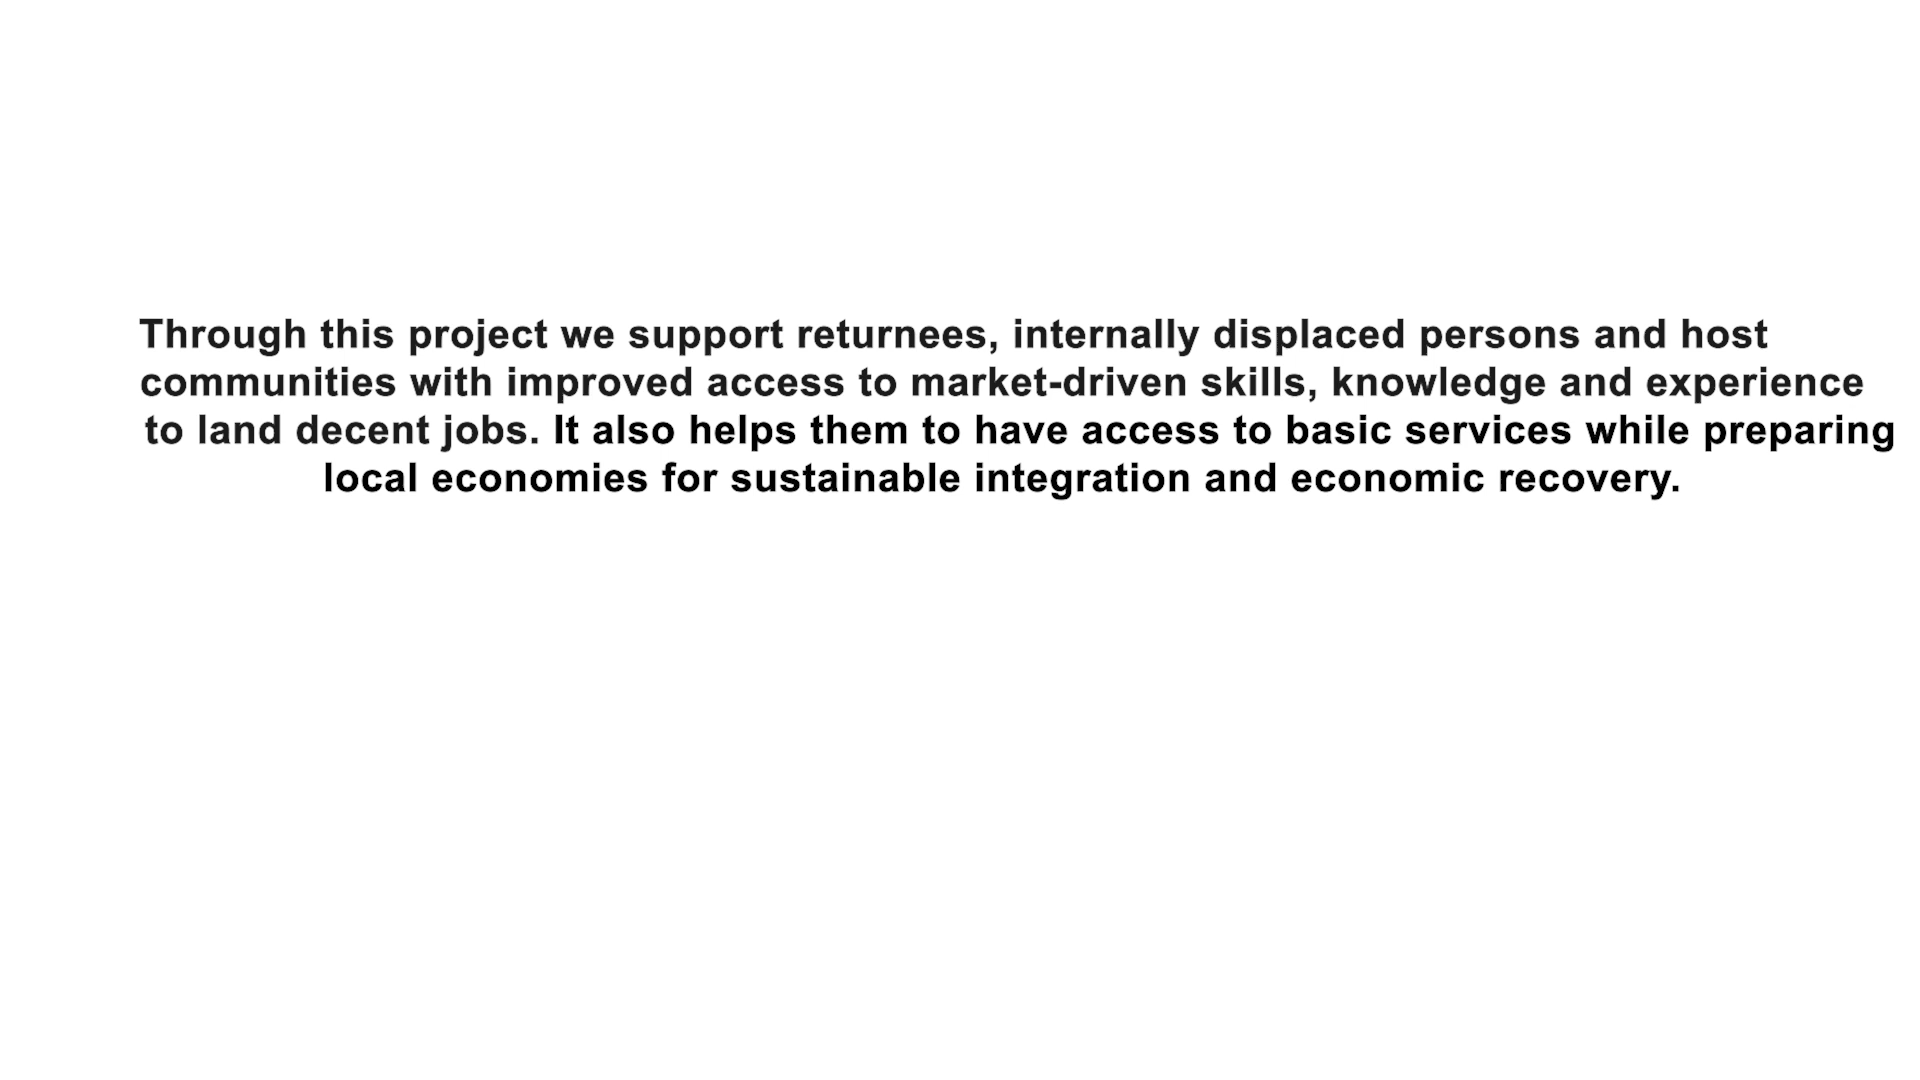 Through this project we support returnees, internally displaced persons and host
communities with improved access to market-driven skills, knowledge and experience
to land decent jobs. It also helps them to have access to basic services while preparing
local economies for sustainable integration and economic recovery.